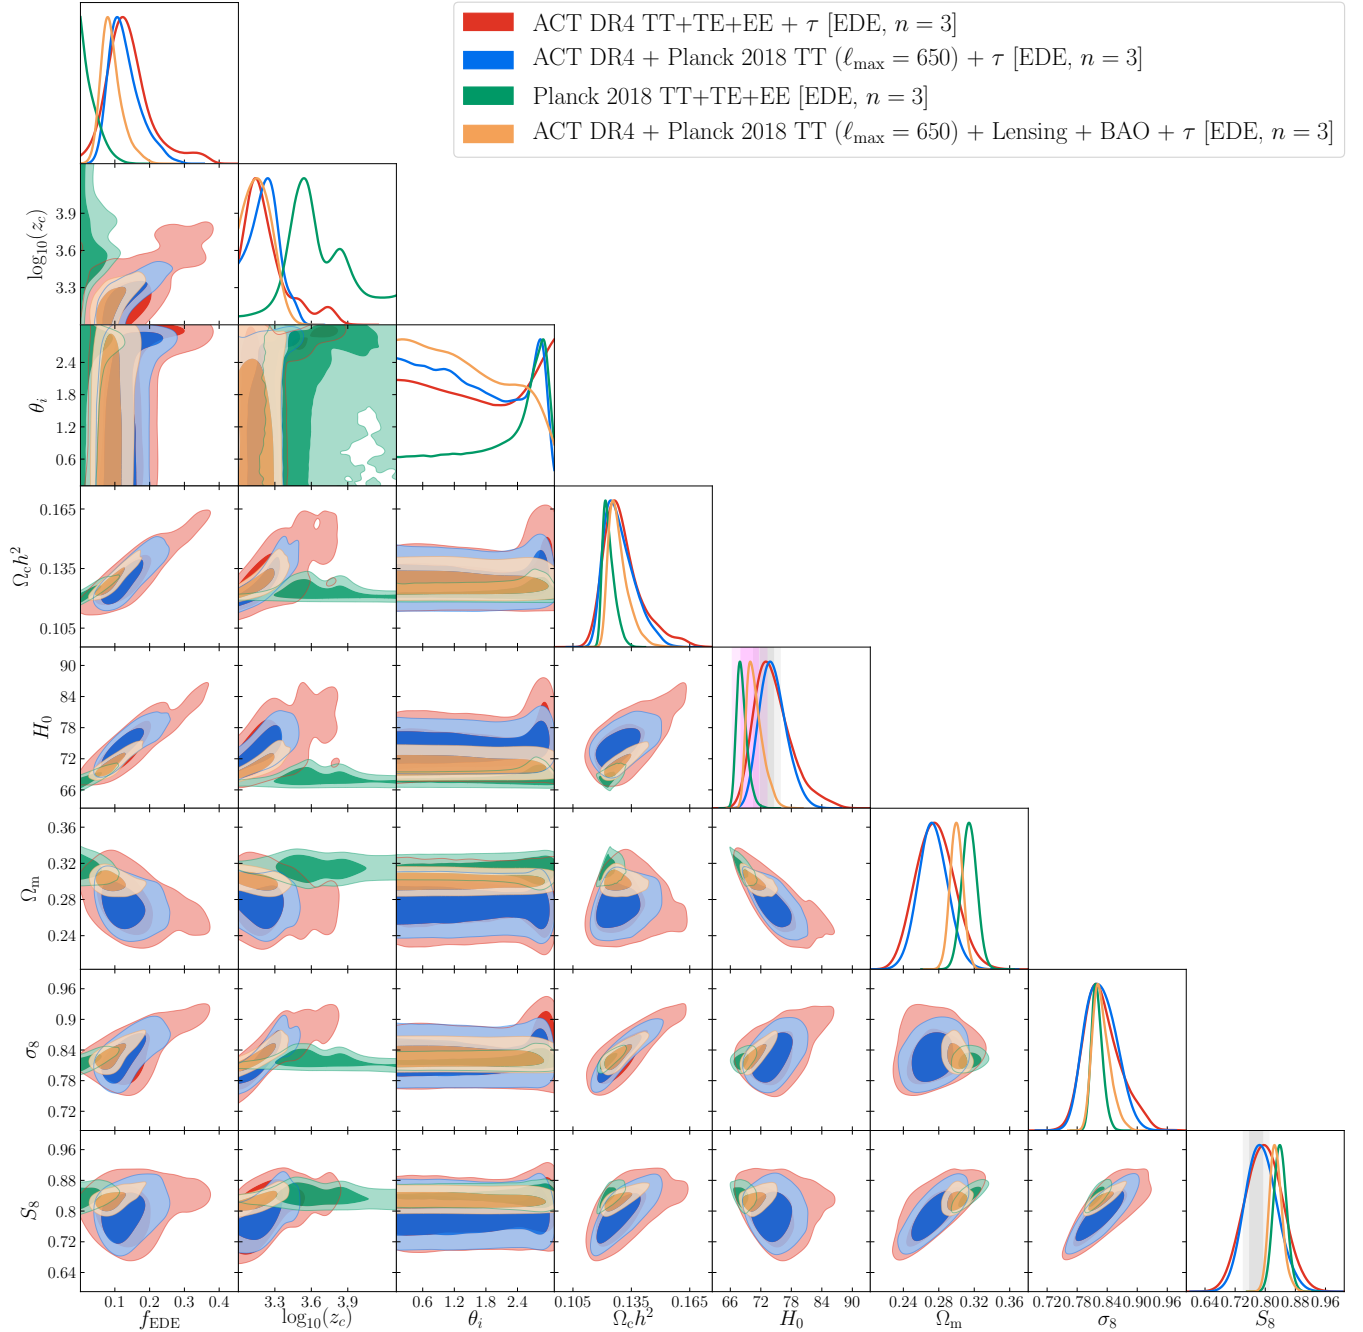 ACT DR4 TT+TE+EE + τ [EDE, n = 3]
ACT DR4 + Planck 2018 TT (ℓmax = 650) + τ [EDE, n = 3]
Planck 2018 TT+TE+EE [EDE, n = 3]
ACT DR4 + Planck 2018 TT (ℓmax = 650) + Lensing + BAO + τ [EDE, n = 3]
log10(zc)
3.9
3.6
3.3
θi
2.4
1.8
1.2
0.6
Ωch²
0.165
0.135
0.105
H0
90
84
78
72
66
Ωm
0.36
0.32
0.28
0.24
σ8
0.96
0.9
0.84
0.78
0.72
S8
0.96
0.88
0.8
0.72
0.64
0.1 0.2 0.3 0.4
3.3 3.6 3.9
0.6 1.2 1.8 2.4
0.105 0.135 0.165
66 72 78 84 90
0.24 0.28 0.32 0.36
0.72 0.78 0.84 0.90 0.96
0.64 0.72 0.80 0.88 0.96
fEDE
log10(zc)
θi
Ωch²
H0
Ωm
σ8
S8